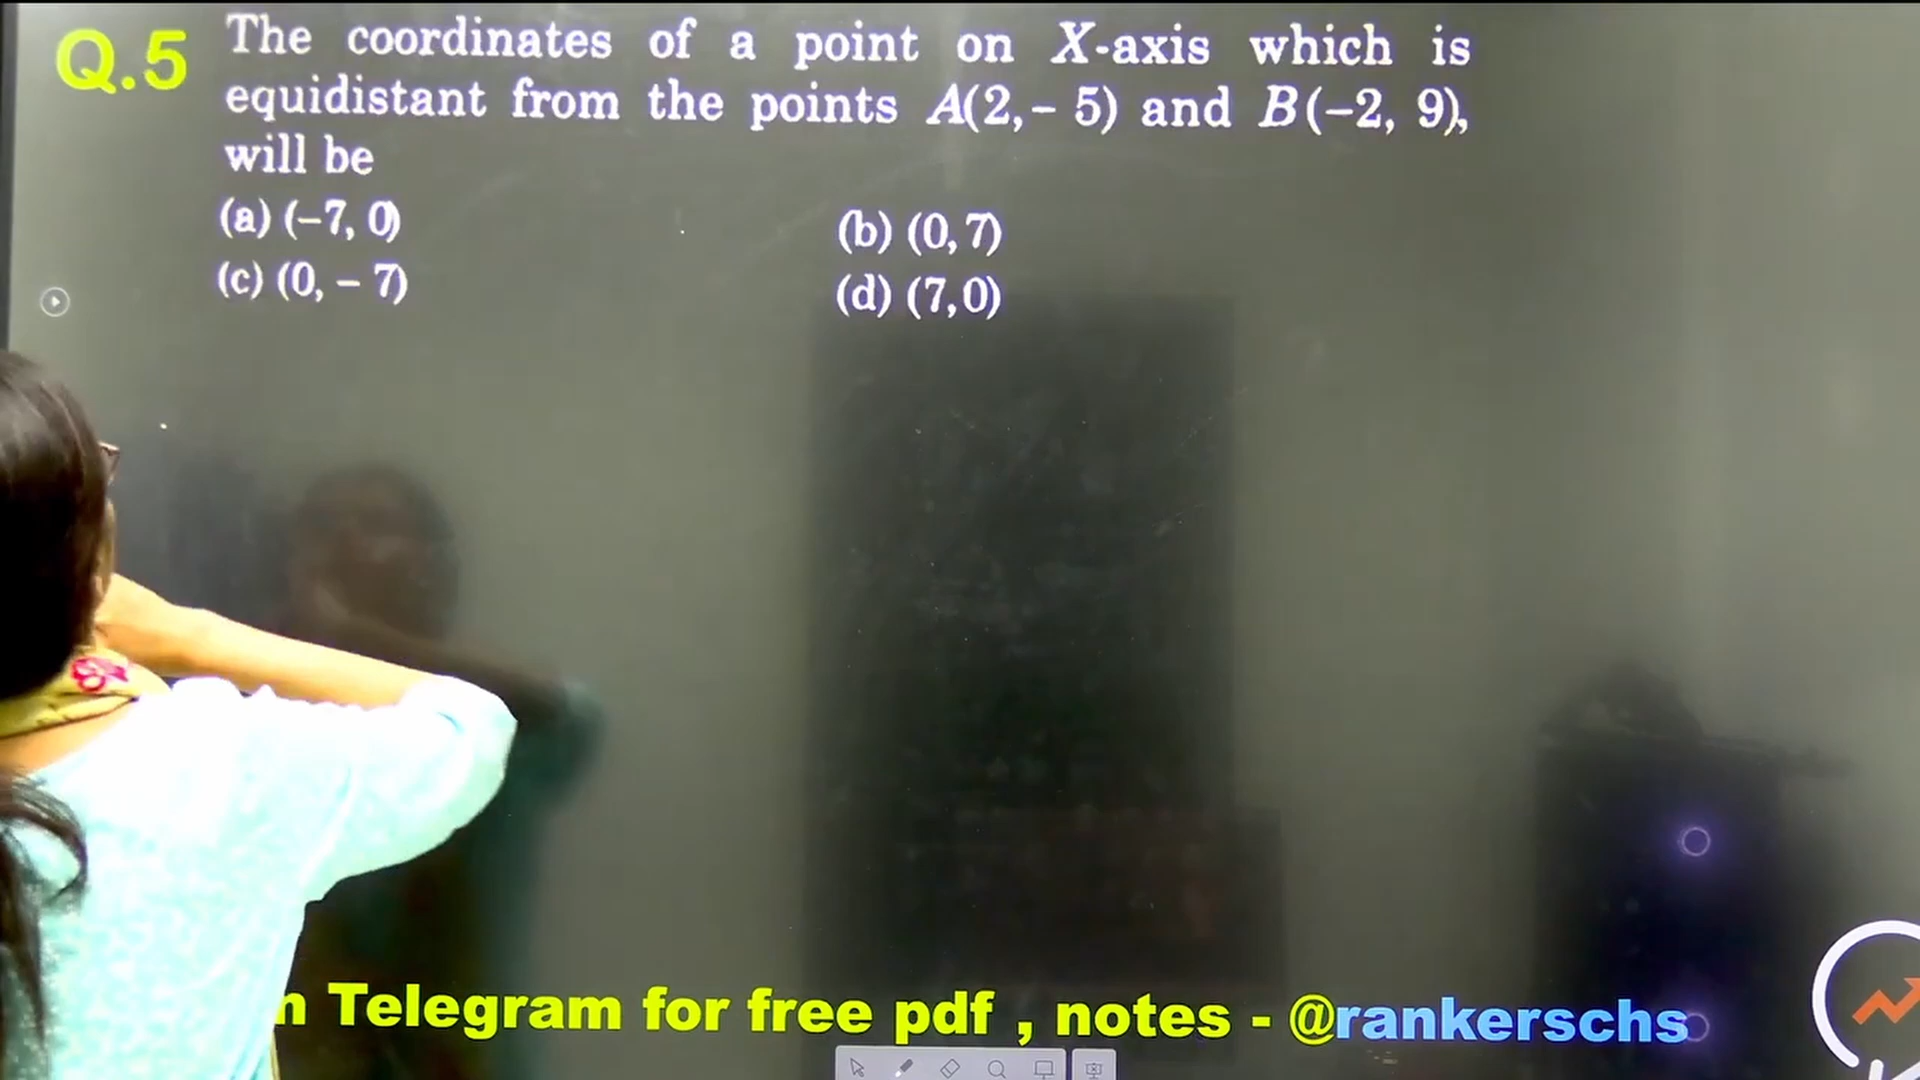 Q.5 The coordinates of a point on X-axis which is
equidistant from the points A(2,– 5) and B(–2, 9),
will be
(a) (–7, 0) (b) (0, 7)
(c) (0, – 7) (d) (7, 0)
Telegram for free pdf , notes - @rankerschs